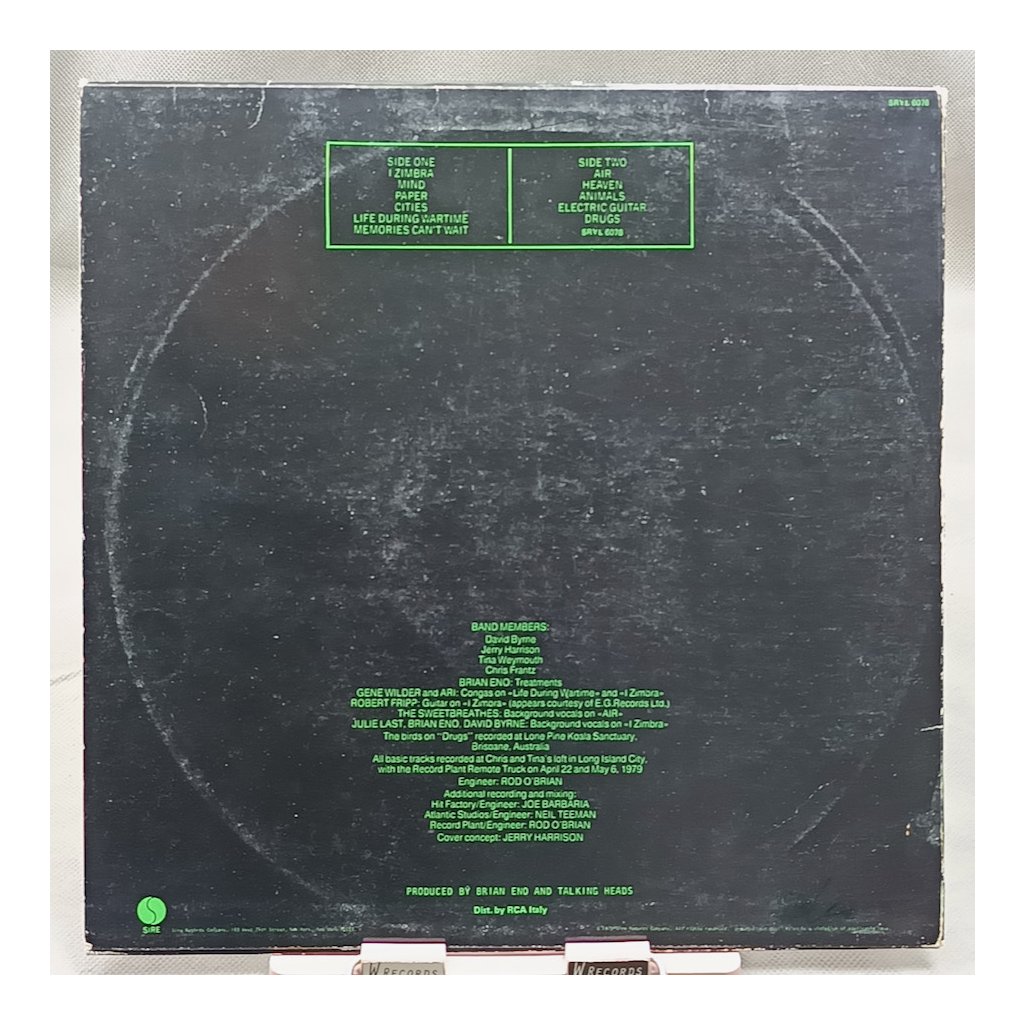 SRYL 6078
SIDE ONE
I ZIMBRA
MIND
PAPER
CITIES
LIFE DURING WARTIME
MEMORIES CAN'T WAIT
SIDE TWO
AIR
HEAVEN
ANIMALS
ELECTRIC GUITAR
DRUGS
SRYL 6078
BAND MEMBERS:
David Byrne
Jerry Harrison
Tina Weymouth
Chris Frantz
BRIAN ENO: Treatments
GENE WILDER and ARI: Congas on «Life During Wartime» and «I Zimbra»
ROBERT FRIPP: Guitar on «I Zimbra» (appears courtesy of E.G. Records Ltd.)
THE SWEETBREATHES: Background vocals on «AIR»
JULIE LAST, BRIAN ENO, DAVID BYRNE: Background vocals on «I Zimbra»
The birds on "Drugs" recorded at Lone Pine Koala Sanctuary,
Brisbane, Australia
All basic tracks recorded at Chris and Tina's loft in Long Island City,
with the Record Plant Remote Truck on April 22 and May 6, 1979
Engineer: ROD O'BRIAN
Additional recording and mixing:
Hit Factory/Engineer: JOE BARBARIA
Atlantic Studios/Engineer: NEIL TEEMAN
Record Plant/Engineer: ROD O'BRIAN
Cover concept: JERRY HARRISON
PRODUCED BY BRIAN ENO AND TALKING HEADS
Dist. by RCA Italy
SIRE
W RECORDS
W RECORDS